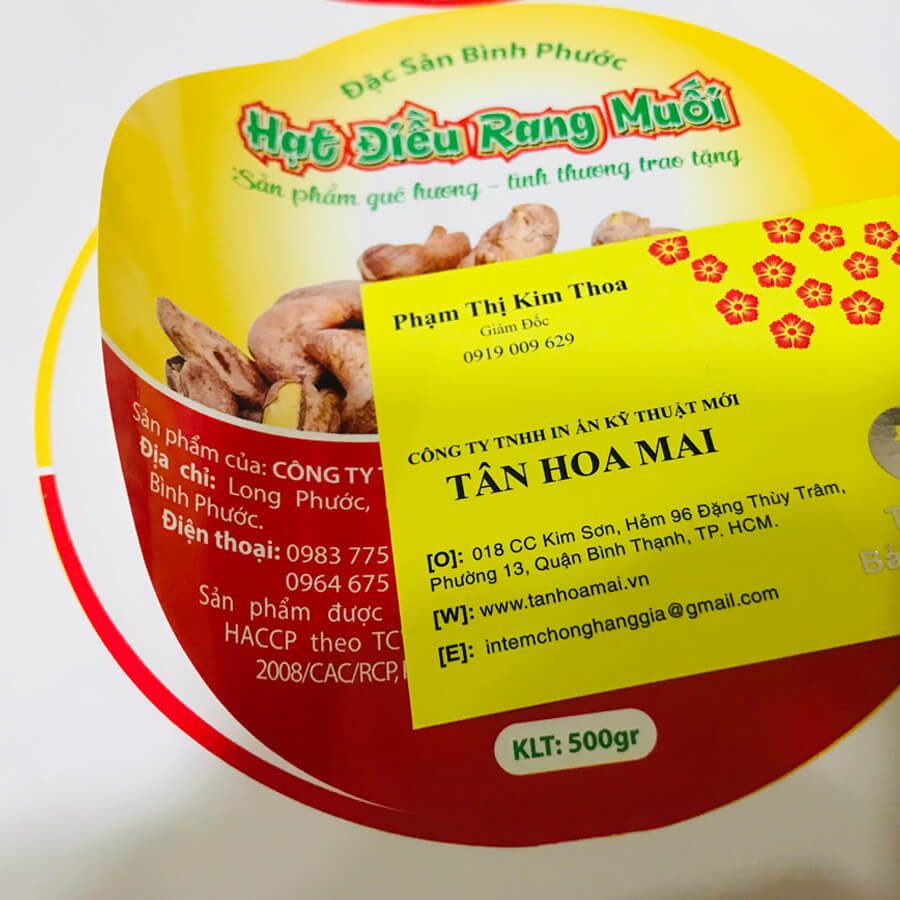 Đặc Sản Bình Phước
Hạt Điều Rang Muối
Sản phẩm quê hương - tình thương trao tặng
Phạm Thị Kim Thoa
Giám Đốc
0919 009 629
CÔNG TY TNHH IN ÁN KỸ THUẬT MỚI
TÂN HOA MAI
[O]: 018 CC Kim Sơn, Hẻm 96 Đặng Thùy Trâm,
Phường 13, Quận Bình Thạnh, TP. HCM.
[W]: www.tanhoamai.vn
[E]: intemchonghanggia@gmail.com
Sản phẩm của: CÔNG TY
Địa chỉ: Long Phước,
Bình Phước.
Điện thoại: 0983 775
0964 675
Sản phẩm được
HACCP theo
2008/CAC/RCP,
KLT: 500gr